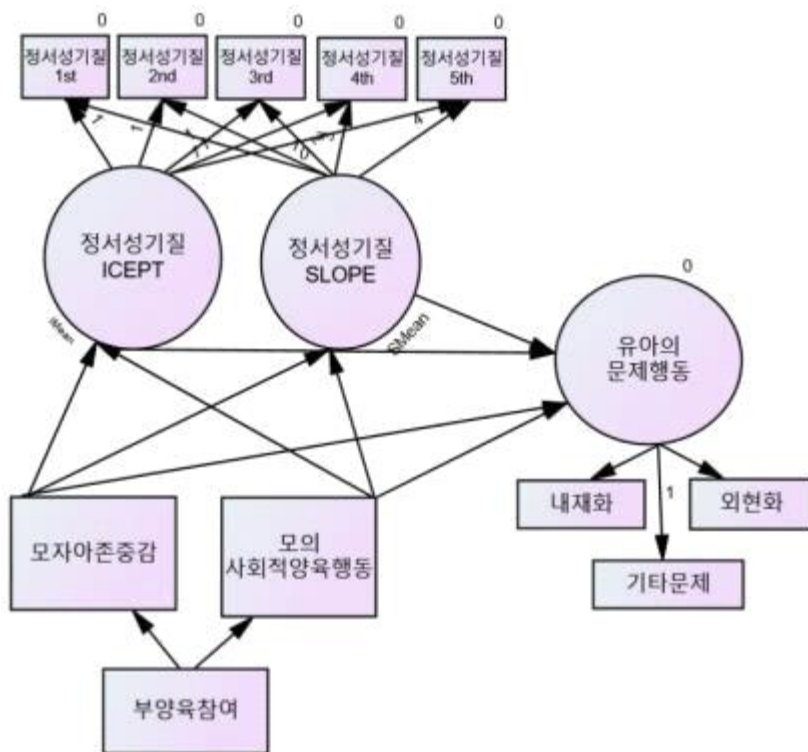 0 0 0 0 0
정서성기질 정서성기질 정서성기질 정서성기질 정서성기질
1st 2nd 3rd 4th 5th
1 1 4
정서성기질
ICEPT
정서성기질
SLOPE
0
IMean
SMean
유아의
문제행동
내재화
1
외현화
기타문제
모자아존중감
모의
사회적양육행동
부양육참여